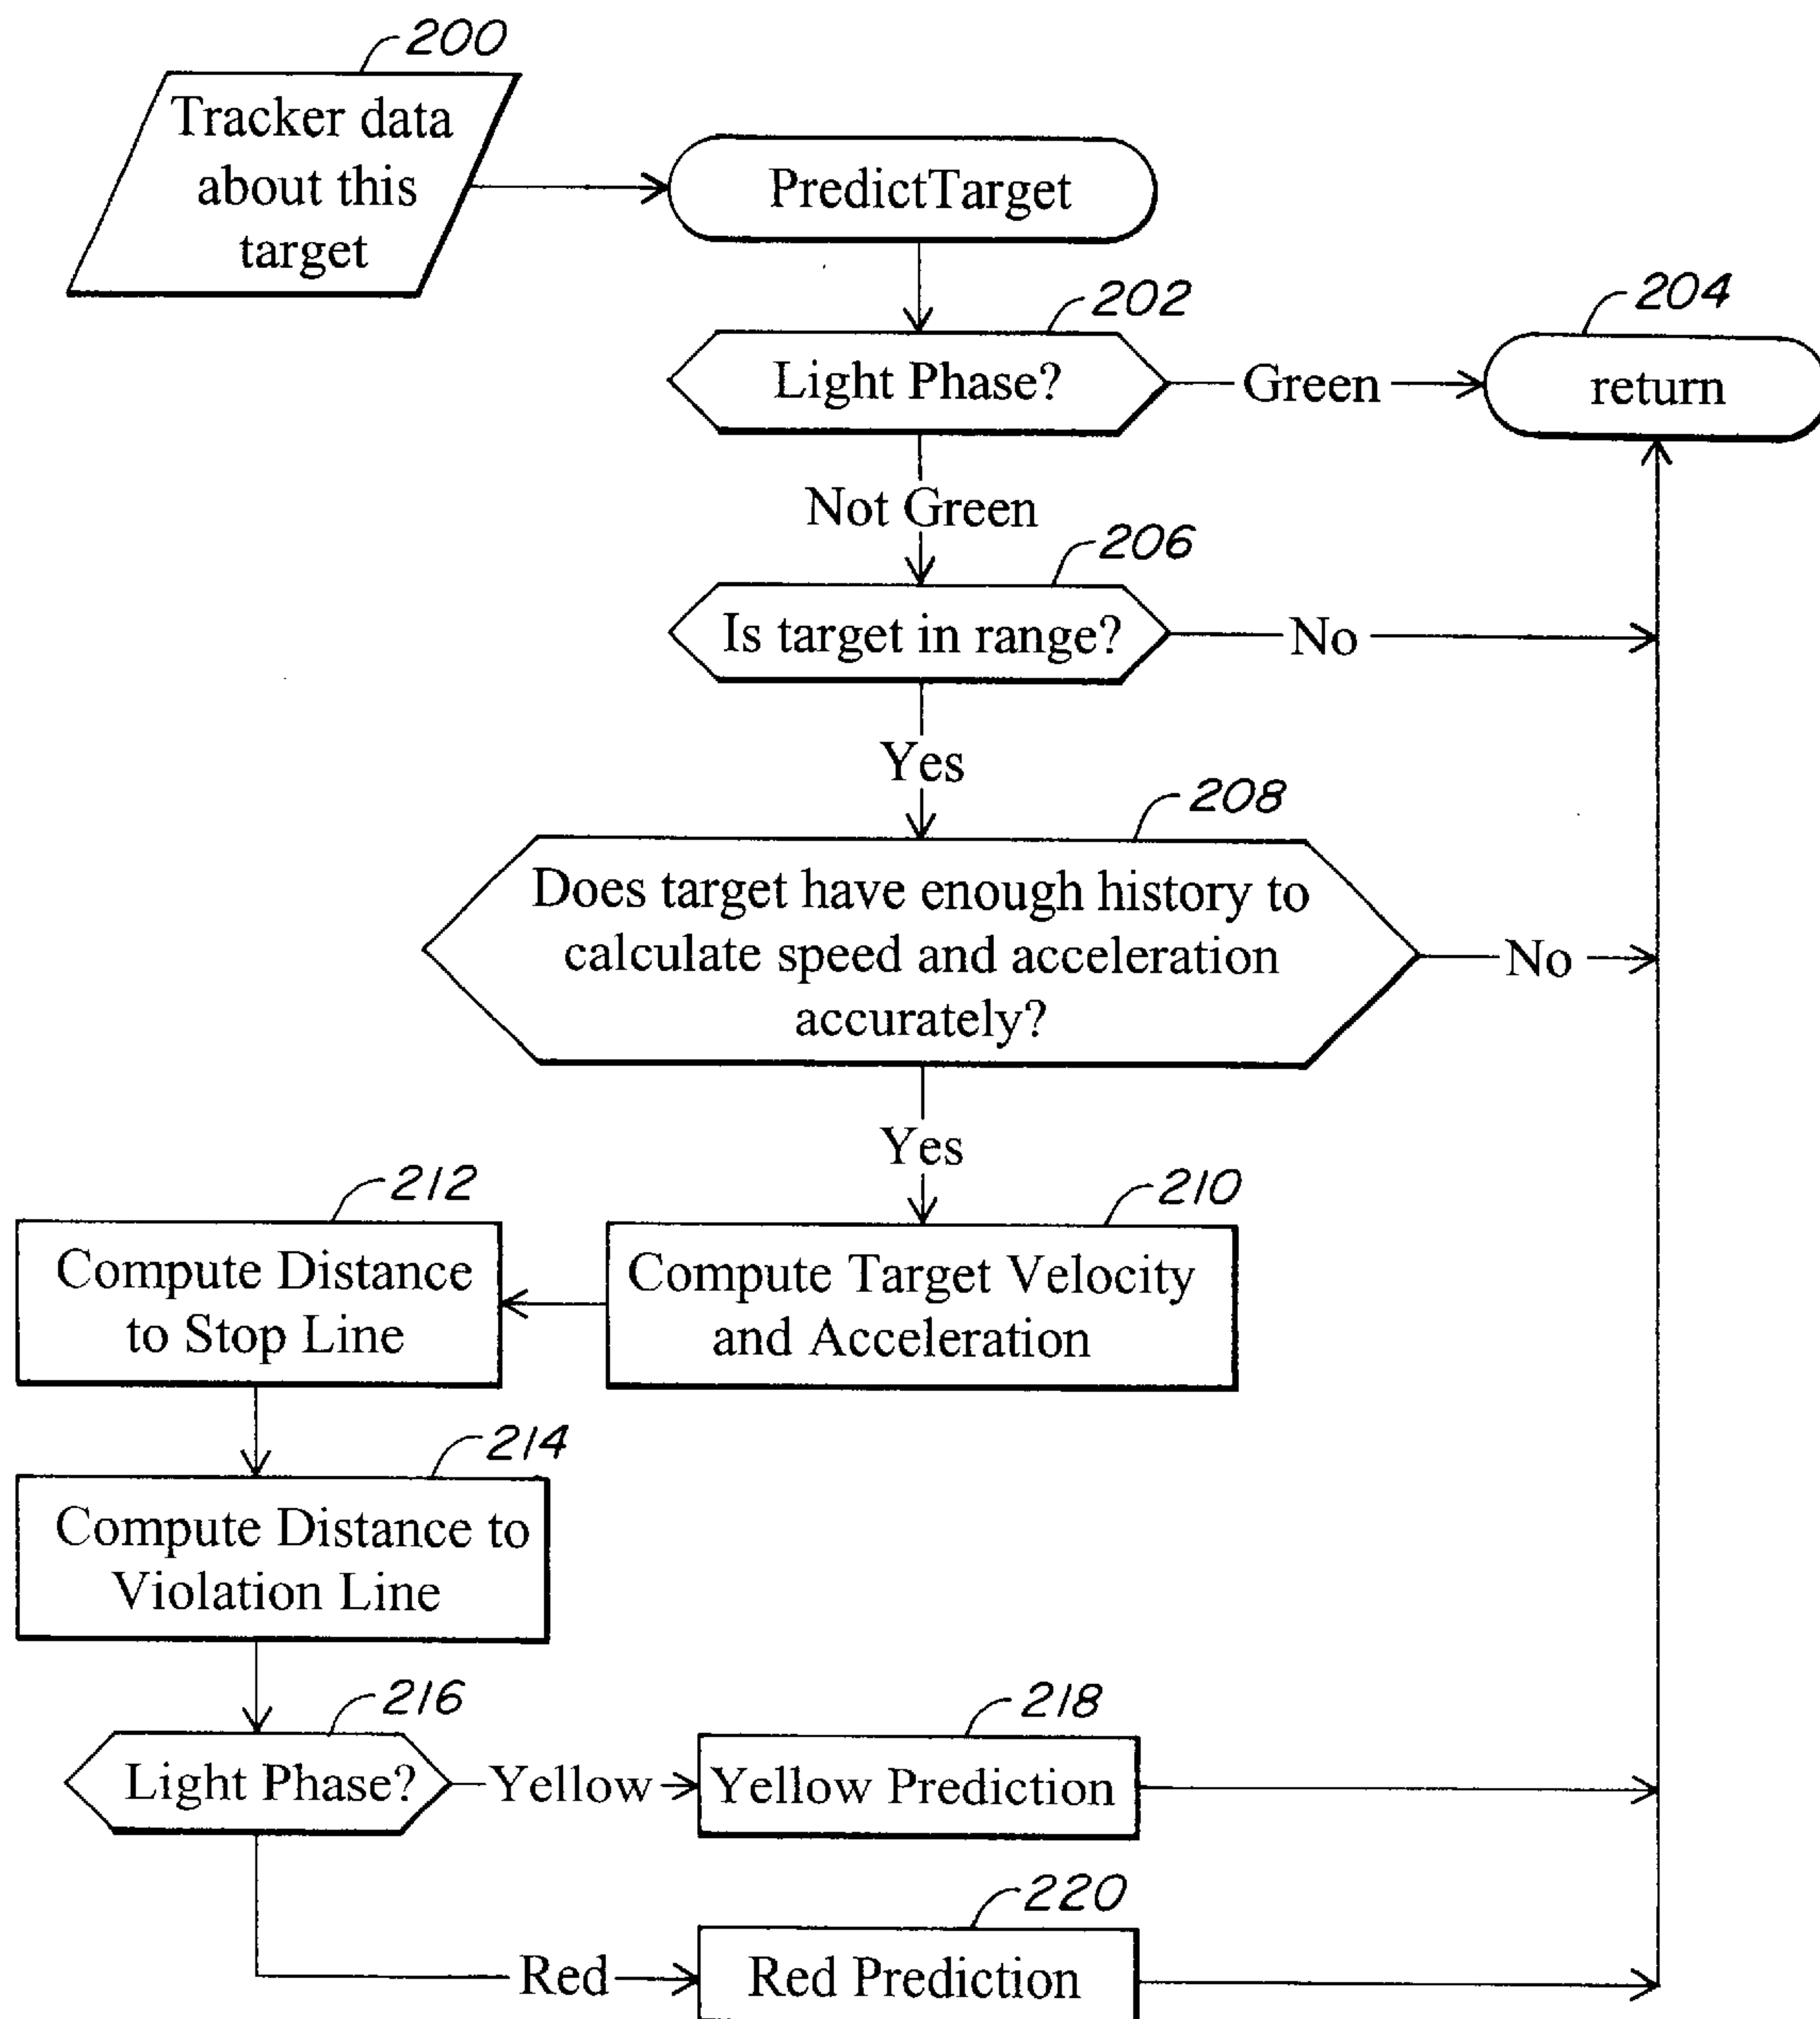 200
Tracker data
about this
target
PredictTarget
202
Light Phase?
Green
204
return
Not Green
206
Is target in range?
No
Yes
208
Does target have enough history to
calculate speed and acceleration
accurately?
No
Yes
210
Compute Target Velocity
and Acceleration
212
Compute Distance
to Stop Line
214
Compute Distance to
Violation Line
216
Light Phase?
Yellow
218
Yellow Prediction
Red
220
Red Prediction